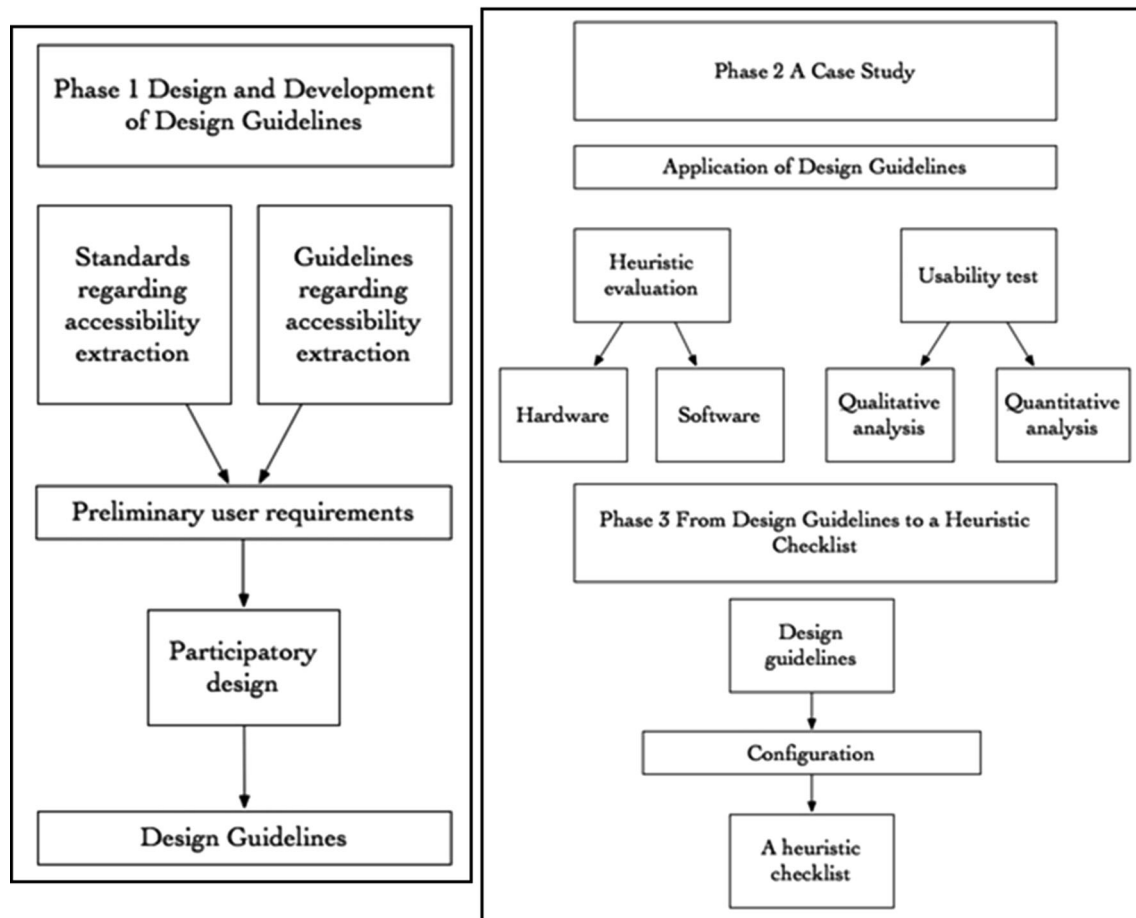 Phase 1 Design and Development
of Design Guidelines
Standards
regarding
accessibility
extraction
Guidelines
regarding
accessibility
extraction
Preliminary user requirements
Participatory
design
Design Guidelines
Phase 2 A Case Study
Application of Design Guidelines
Heuristic
evaluation
Usability test
Hardware
Software
Qualitative
analysis
Quantitative
analysis
Phase 3 From Design Guidelines to a Heuristic
Checklist
Design
guidelines
Configuration
A heuristic
checklist